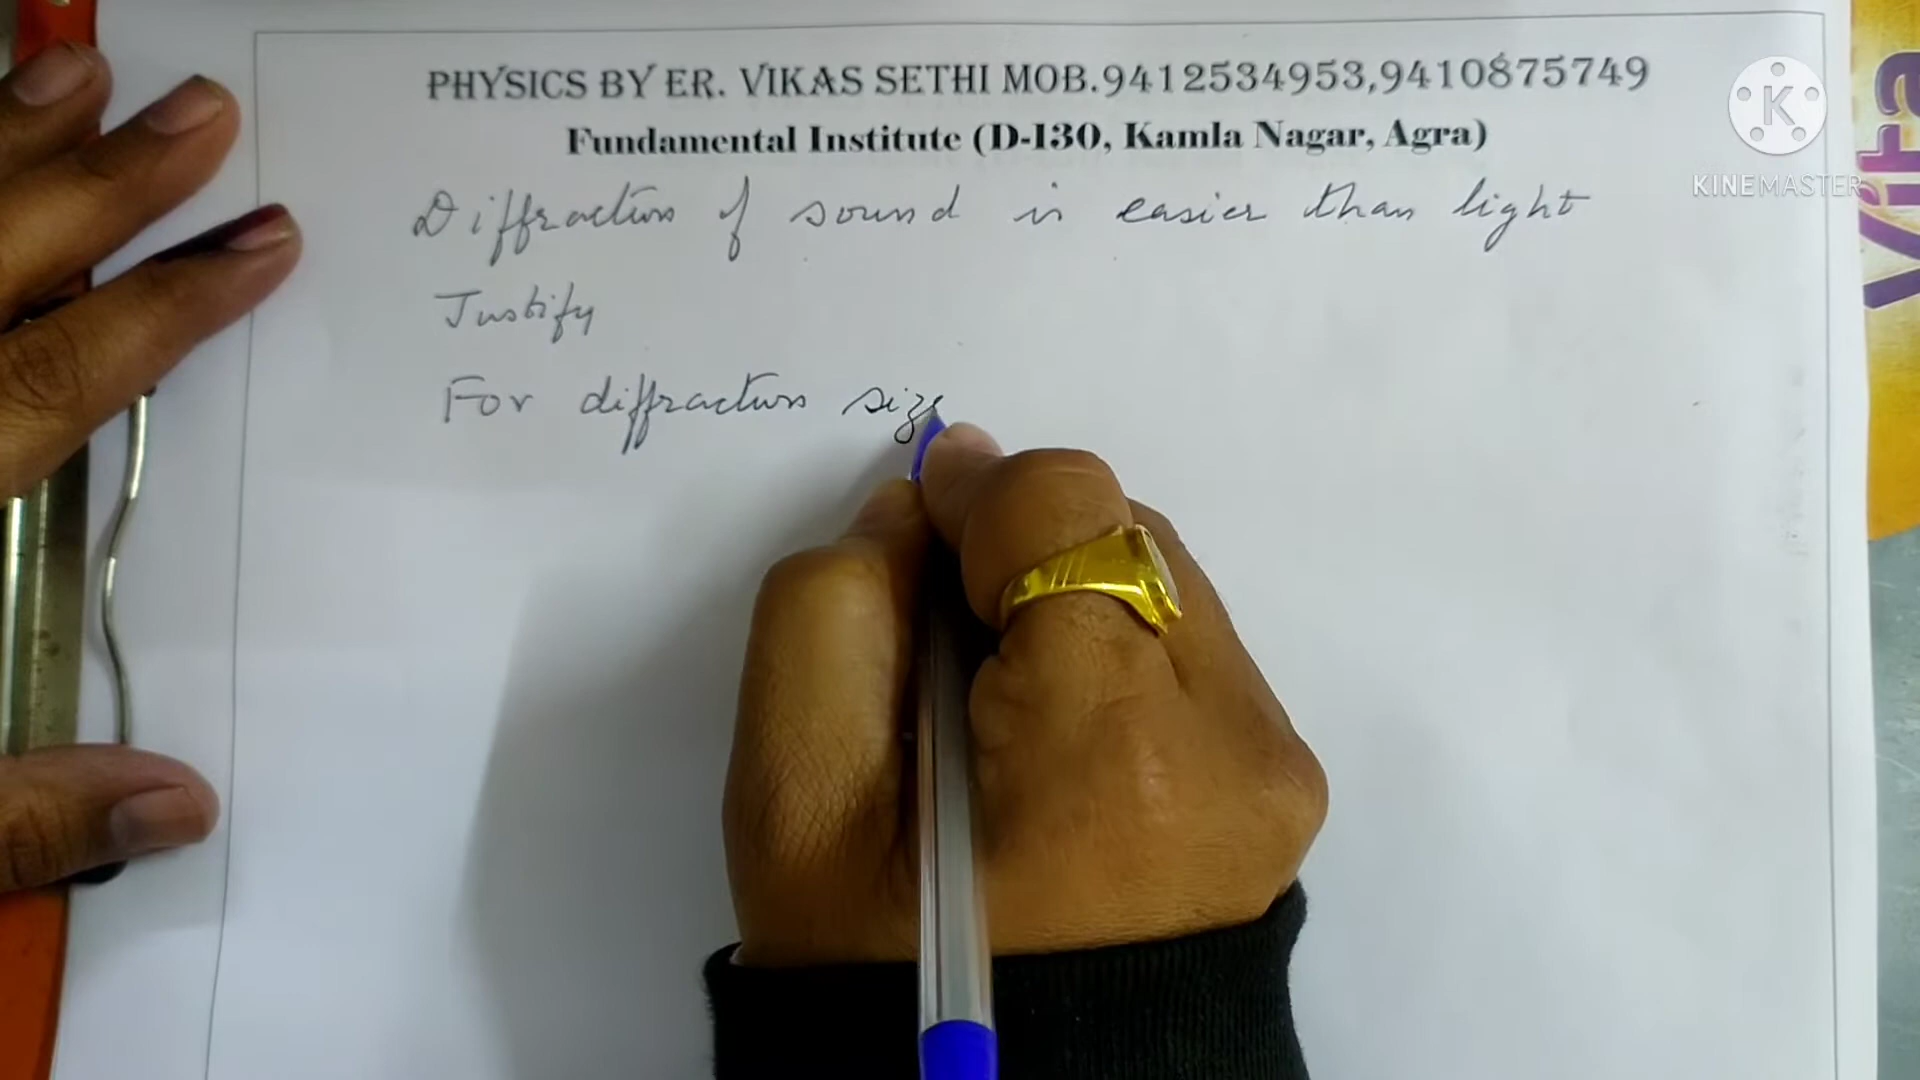 PHYSICS BY ER. VIKAS SETHI MOB.9412534953,9410875749
Fundamental Institute (D-130, Kamla Nagar, Agra)
Diffraction of sound is easier than light
Justify
For diffraction size
K
KINEMASTER
Vita